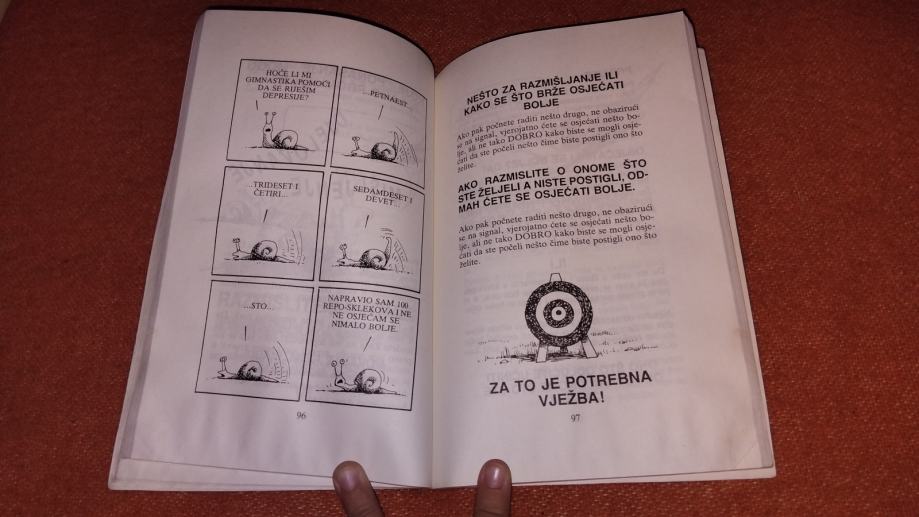 HOĆE LI MI
GIMNASTIKA POMOĆI
DA SE RIJEŠIM
DEPRESIJE?
...PETNAEST...
...TRIDESET I
ČETIRI...
SEDAMDESET I
DEVET...
...STO...
NAPRAVIO SAM 100
REPO-SKLEKOVA I NE
NE OSJEĆAM SE
NIMALO BOLJE.
96
NEŠTO ZA RAZMIŠLJANJE ILI
KAKO SE ŠTO BRŽE OSJEĆATI
BOLJE
Ako pak počnete raditi nešto drugo, ne obazirući
se na signal, vjerojatno ćete se osjećati nešto bo-
lje, ali ne tako DOBRO kako biste se mogli osje-
ćati da ste počeli nešto čime biste postigli ono što
želite.
AKO RAZMISLITE O ONOME ŠTO
STE ŽELJELI A NISTE POSTIGLI, OD-
MAH ĆETE SE OSJEĆATI BOLJE.
Ako pak počnete raditi nešto drugo, ne obazirući
se na signal, vjerojatno ćete se osjećati nešto bo-
lje, ali ne tako DOBRO kako biste se mogli osje-
ćati da ste počeli nešto čime biste postigli ono što
želite.
ZA TO JE POTREBNA
VJEŽBA!
97